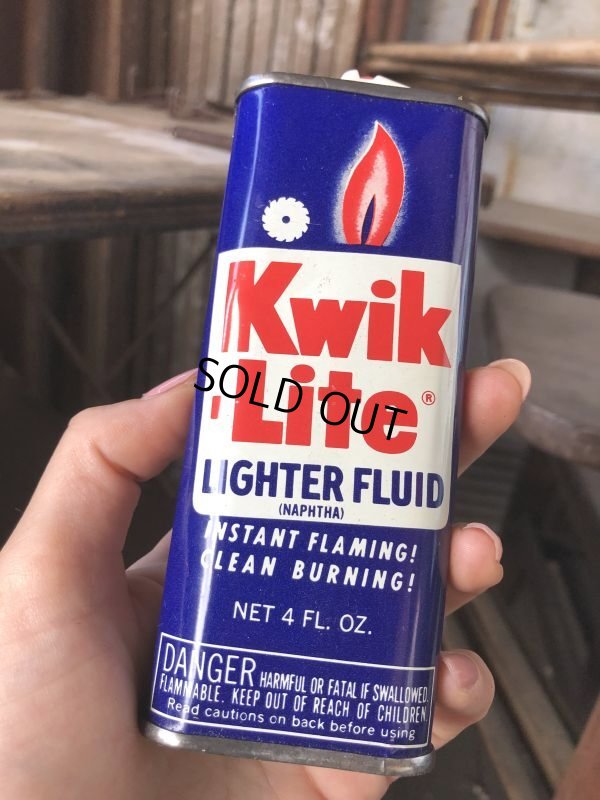 Kwik
-Lite®
SOLD OUT
LIGHTER FLUID
(NAPHTHA)
INSTANT FLAMING!
CLEAN BURNING!
NET 4 FL. OZ.
DANGER HARMFUL OR FATAL IF SWALLOWED.
FLAMMABLE. KEEP OUT OF REACH OF CHILDREN.
Read cautions on back before using